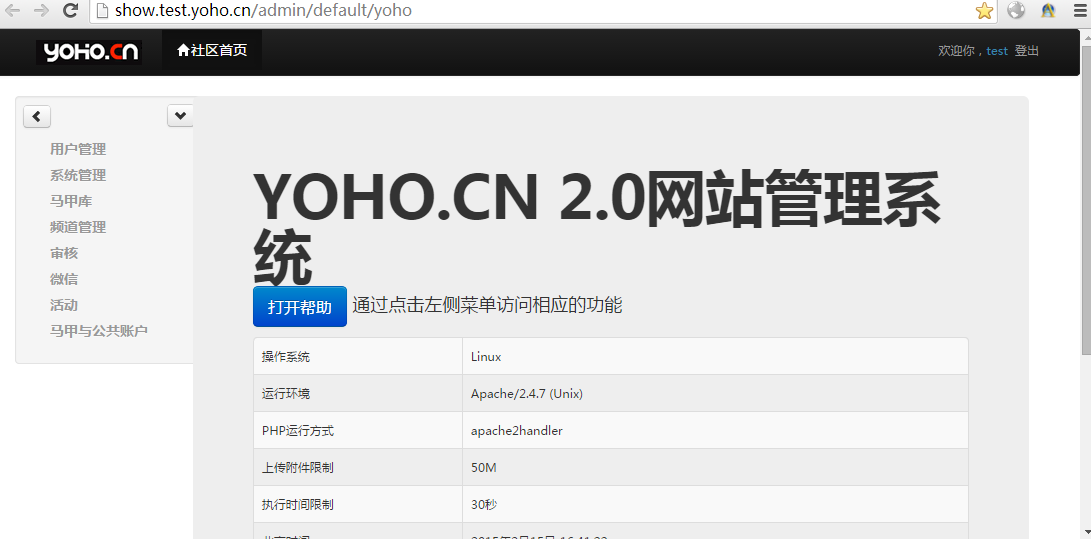 show.test.yoho.cn/admin/default/yoho
YOHO.CN
社区首页
欢迎你，test 登出
用户管理
系统管理
马甲库
频道管理
审核
微信
活动
马甲与公共账户
YOHO.CN 2.0网站管理系
统
打开帮助 通过点击左侧菜单访问相应的功能
操作系统 Linux
运行环境 Apache/2.4.7 (Unix)
PHP运行方式 apache2handler
上传附件限制 50M
执行时间限制 30秒